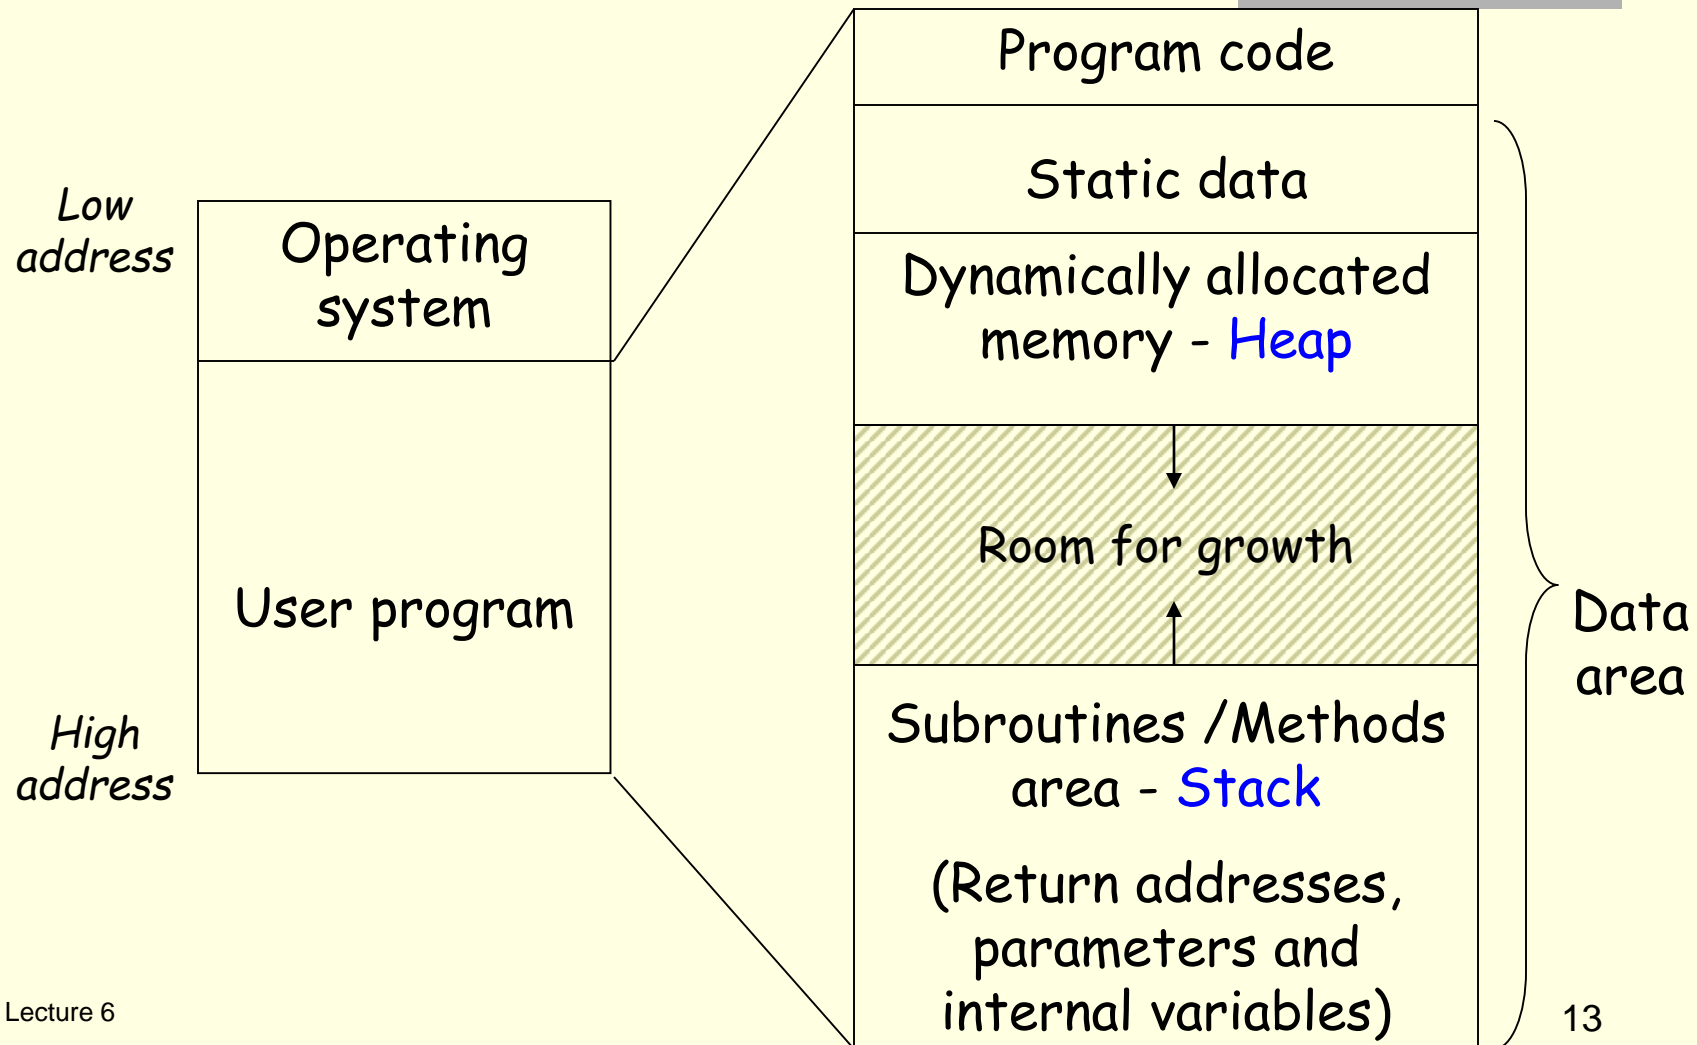 Low
address
Operating
system
User program
High
address
Program code
Static data
Dynamically allocated
memory - Heap
Room for growth
Subroutines /Methods
area - Stack
(Return addresses,
parameters and
internal variables)
Data
area
Lecture 6
13